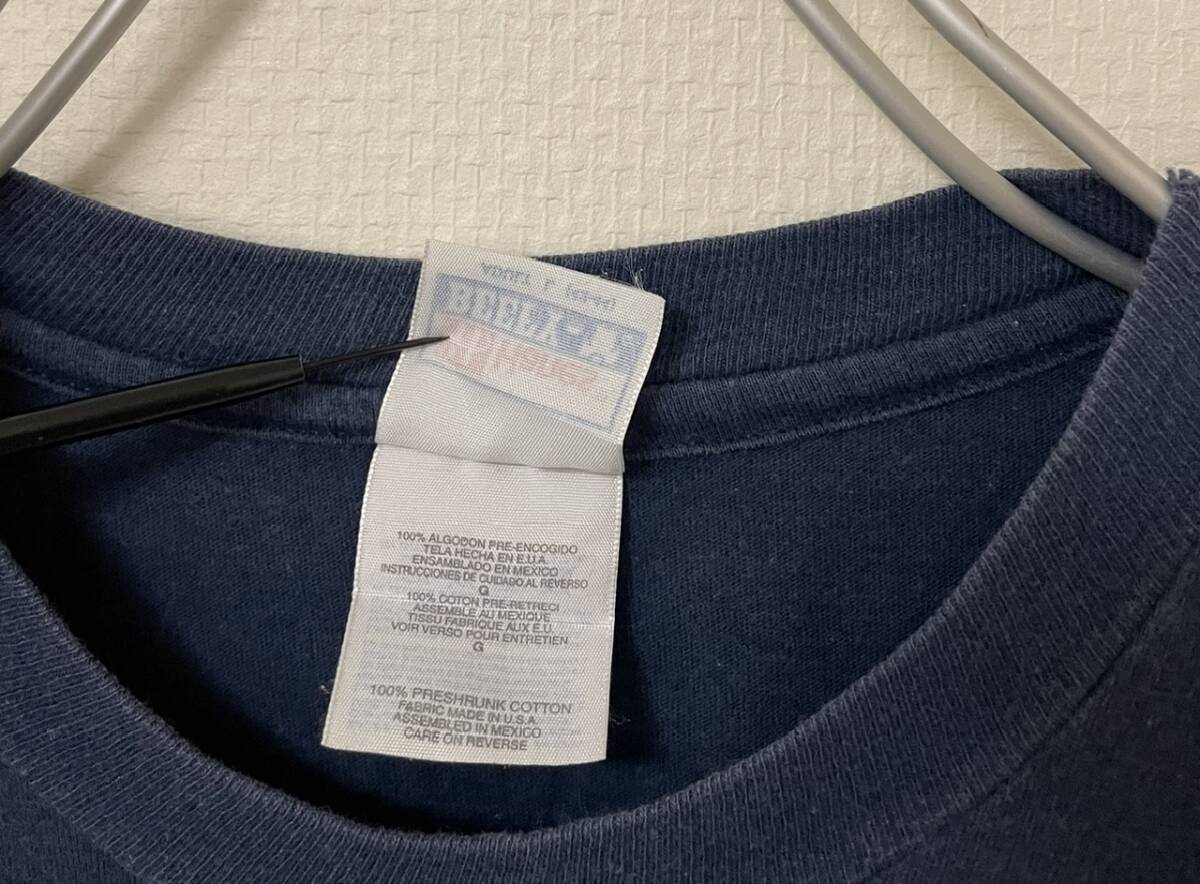 BEEFY-T
100% ALGODON PRE-ENCOGIDO
TELA HECHA EN E.U.A.
ENSAMBLADO EN MEXICO
INSTRUCCIONES DE CUIDADO AL REVERSO
G
100% COTON PRE-RETRECI
ASSEMBLE AU MEXIQUE
TISSU FABRIQUE AUX E.U.
VOIR VERSO POUR ENTRETIEN
G
100% PRESHRUNK COTTON
FABRIC MADE IN U.S.A.
ASSEMBLED IN MEXICO
CARE ON REVERSE